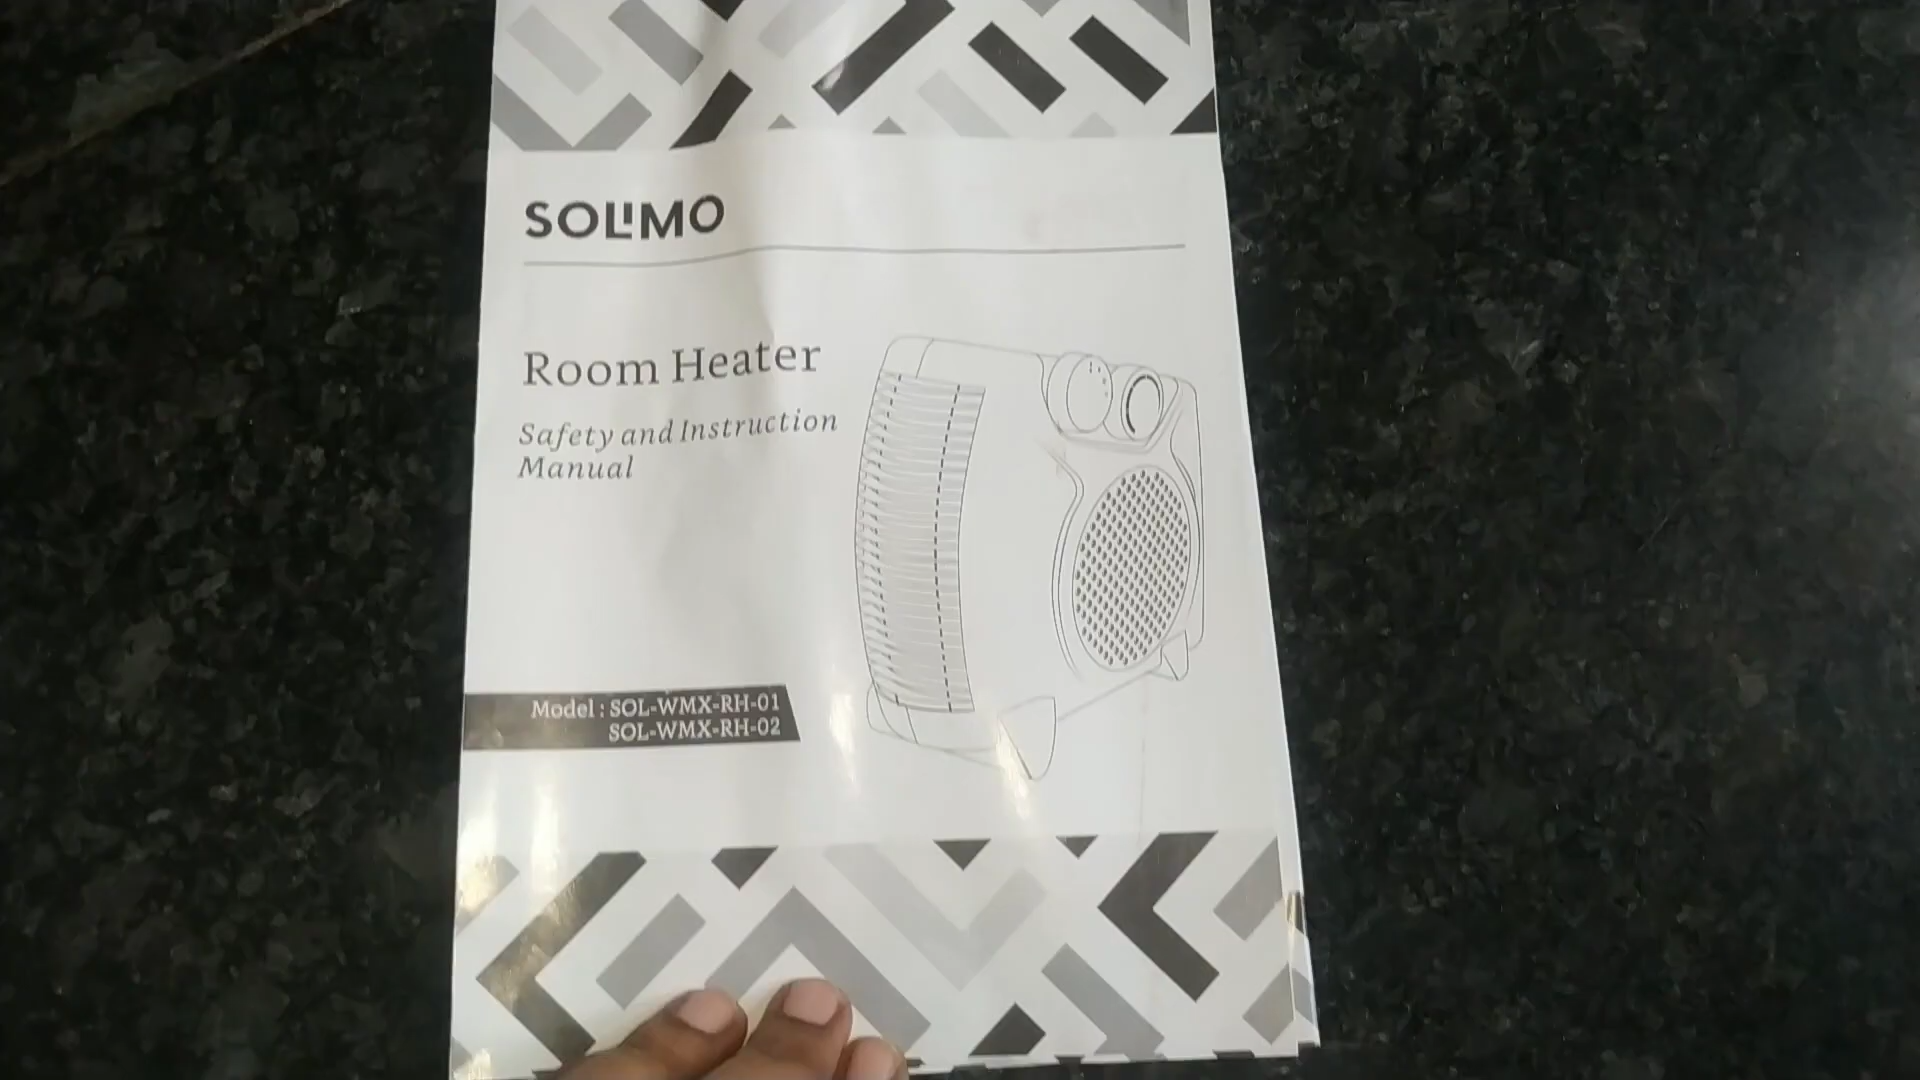 SOLIMO
Room Heater
Safety and Instruction
Manual
Model : SOL-WMX-RH-01
SOL-WMX-RH-02